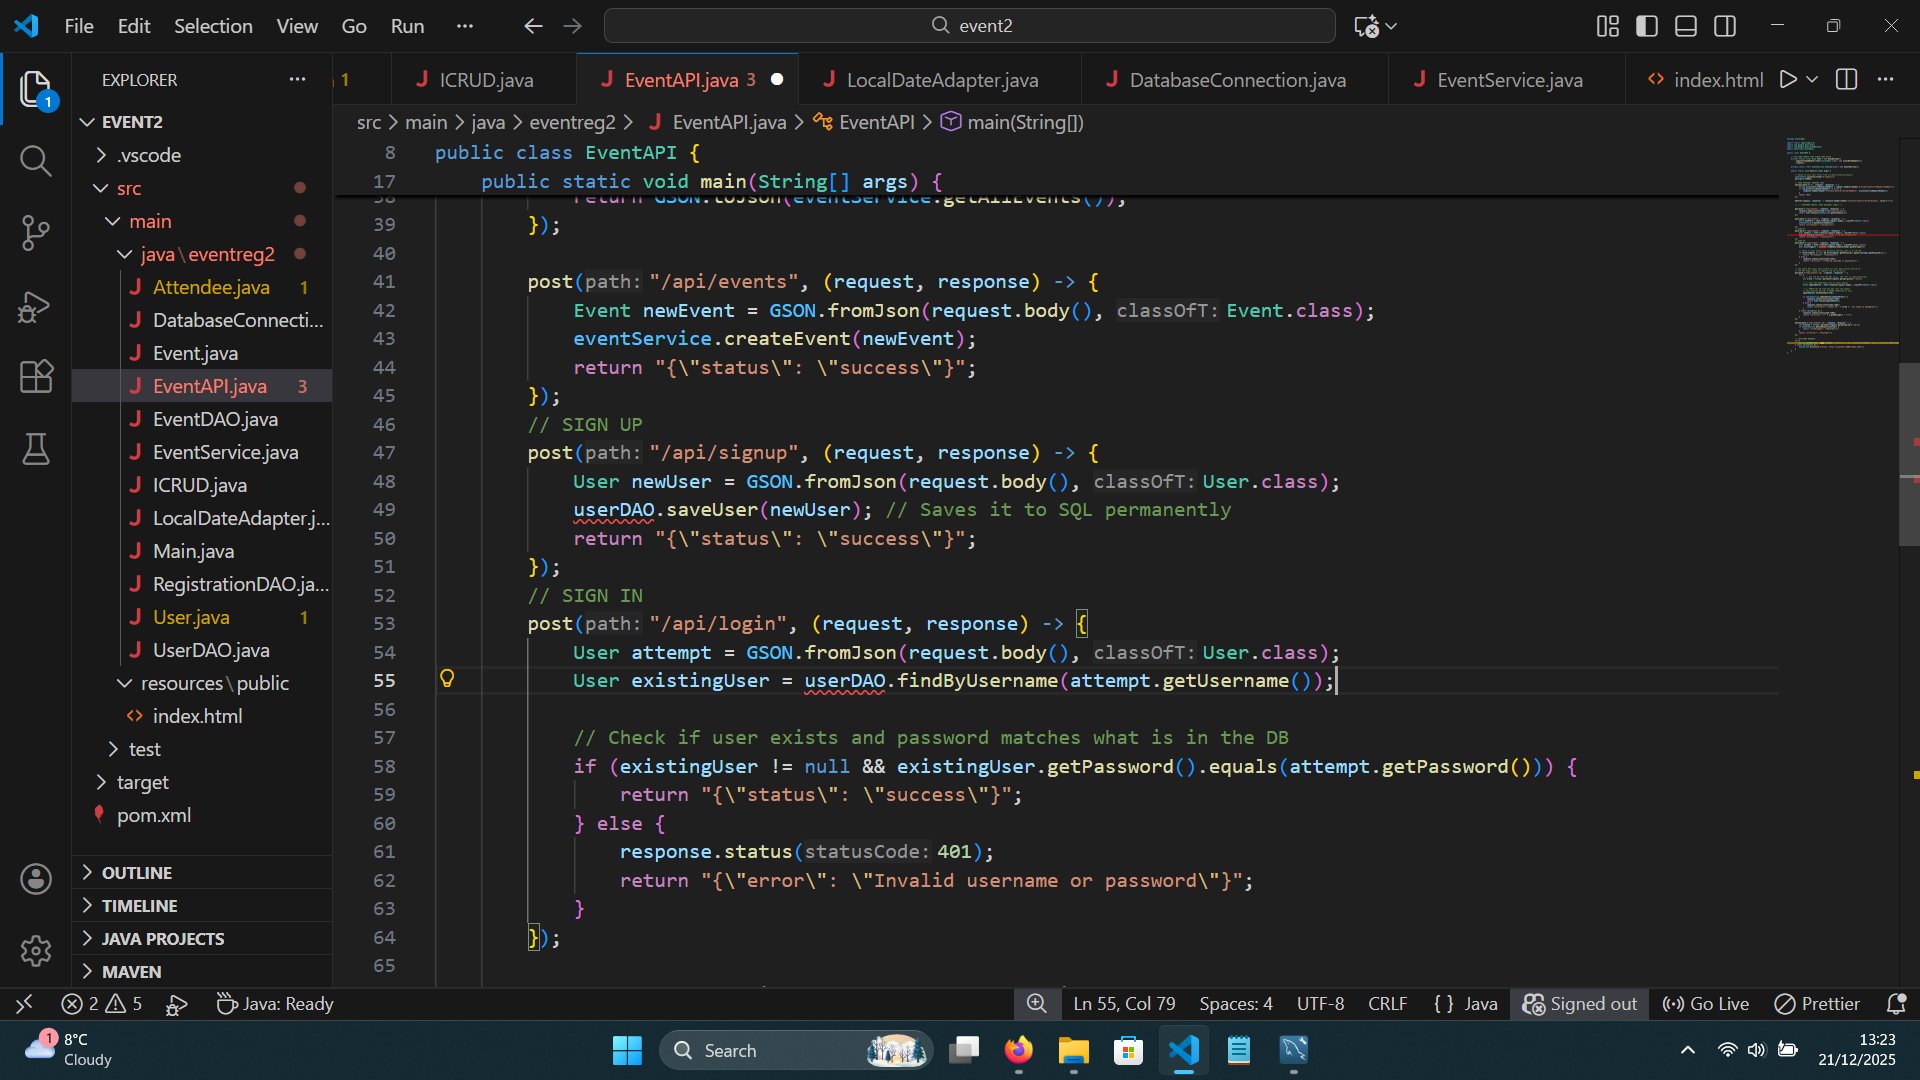 File Edit Selection View Go Run ··· event2
EXPLORER ···
1 ICRUD.java EventAPI.java 3 LocalDateAdapter.java DatabaseConnection.java EventService.java index.html ···
src > main > java > eventreg2 > EventAPI.java > EventAPI > main(String[])
1
EVENT2
.vscode
src
main
java\eventreg2
Attendee.java 1
DatabaseConnecti...
Event.java
EventAPI.java 3
EventDAO.java
EventService.java
ICRUD.java
LocalDateAdapter.j...
Main.java
RegistrationDAO.ja...
User.java 1
UserDAO.java
resources\public
index.html
test
target
pom.xml
OUTLINE
TIMELINE
JAVA PROJECTS
MAVEN
8 public class EventAPI {
17 public static void main(String[] args) {
38 return GSON.toJson(eventService.getAllEvents());
39 });
40
41 post(path: "/api/events", (request, response) -> {
42 Event newEvent = GSON.fromJson(request.body(), classOfT: Event.class);
43 eventService.createEvent(newEvent);
44 return "{\"status\": \"success\"}";
45 });
46 // SIGN UP
47 post(path: "/api/signup", (request, response) -> {
48 User newUser = GSON.fromJson(request.body(), classOfT: User.class);
49 userDAO.saveUser(newUser); // Saves it to SQL permanently
50 return "{\"status\": \"success\"}";
51 });
52 // SIGN IN
53 post(path: "/api/login", (request, response) -> {
54 User attempt = GSON.fromJson(request.body(), classOfT: User.class);
55 User existingUser = userDAO.findByUsername(attempt.getUsername());
56
57 // Check if user exists and password matches what is in the DB
58 if (existingUser != null && existingUser.getPassword().equals(attempt.getPassword())) {
59 return "{\"status\": \"success\"}";
60 } else {
61 response.status(statusCode: 401);
62 return "{\"error\": \"Invalid username or password\"}";
63 }
64 });
65
2 5 Java: Ready Ln 55, Col 79 Spaces: 4 UTF-8 CRLF { } Java Signed out Go Live Prettier
1 8°C
Cloudy
Search
13:23
21/12/2025